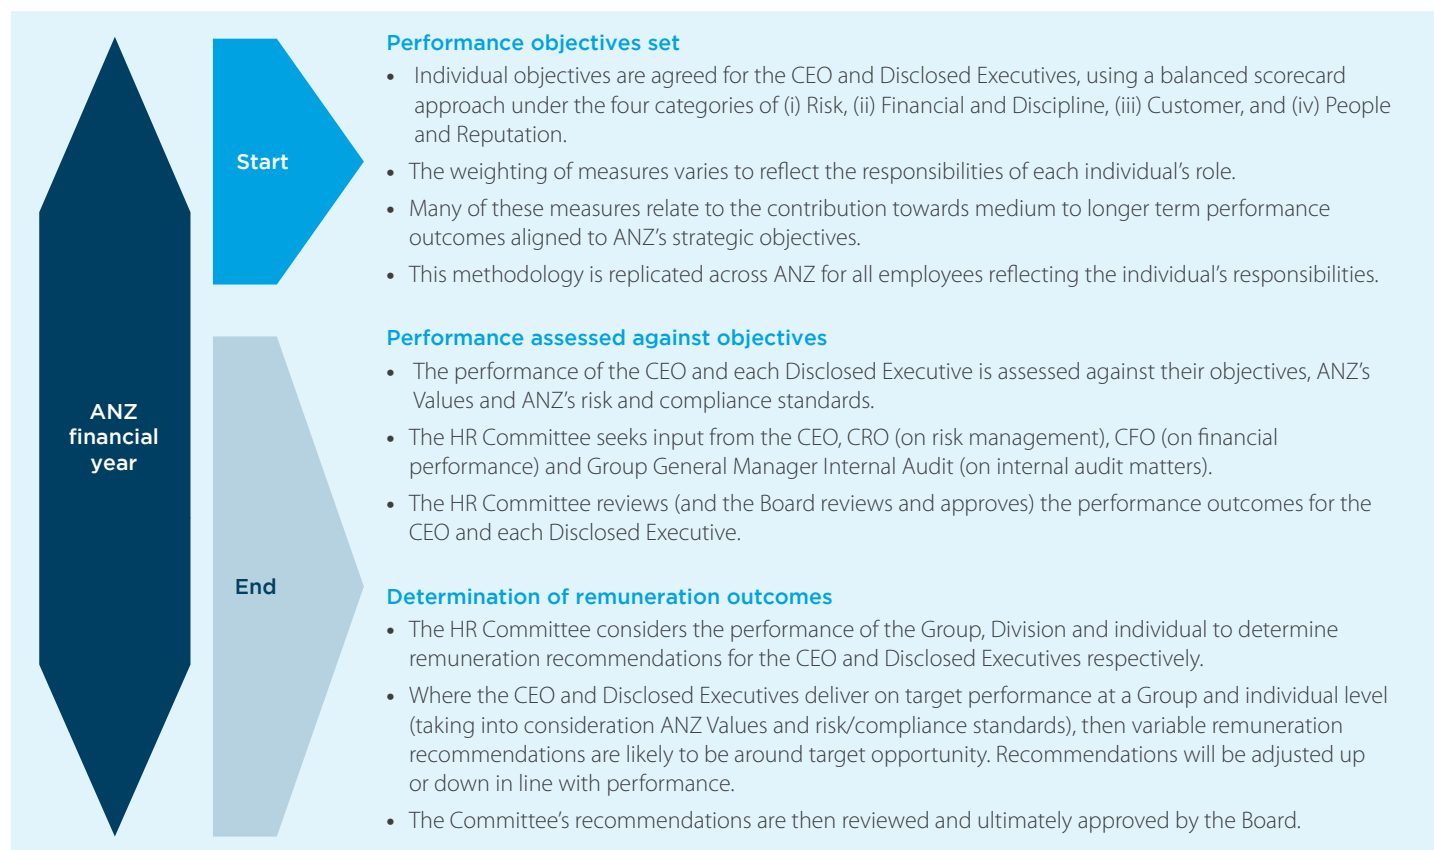 ANZ
financial
year
Start
Performance objectives set
• Individual objectives are agreed for the CEO and Disclosed Executives, using a balanced scorecard
approach under the four categories of (i) Risk, (ii) Financial and Discipline, (iii) Customer, and (iv) People
and Reputation.
• The weighting of measures varies to reflect the responsibilities of each individual's role.
• Many of these measures relate to the contribution towards medium to longer term performance
outcomes aligned to ANZ's strategic objectives.
• This methodology is replicated across ANZ for all employees reflecting the individual's responsibilities.
End
Performance assessed against objectives
• The performance of the CEO and each Disclosed Executive is assessed against their objectives, ANZ's
Values and ANZ's risk and compliance standards.
• The HR Committee seeks input from the CEO, CRO (on risk management), CFO (on financial
performance) and Group General Manager Internal Audit (on internal audit matters).
• The HR Committee reviews (and the Board reviews and approves) the performance outcomes for the
CEO and each Disclosed Executive.
Determination of remuneration outcomes
• The HR Committee considers the performance of the Group, Division and individual to determine
remuneration recommendations for the CEO and Disclosed Executives respectively.
• Where the CEO and Disclosed Executives deliver on target performance at a Group and individual level
(taking into consideration ANZ Values and risk/compliance standards), then variable remuneration
recommendations are likely to be around target opportunity. Recommendations will be adjusted up
or down in line with performance.
• The Committee's recommendations are then reviewed and ultimately approved by the Board.